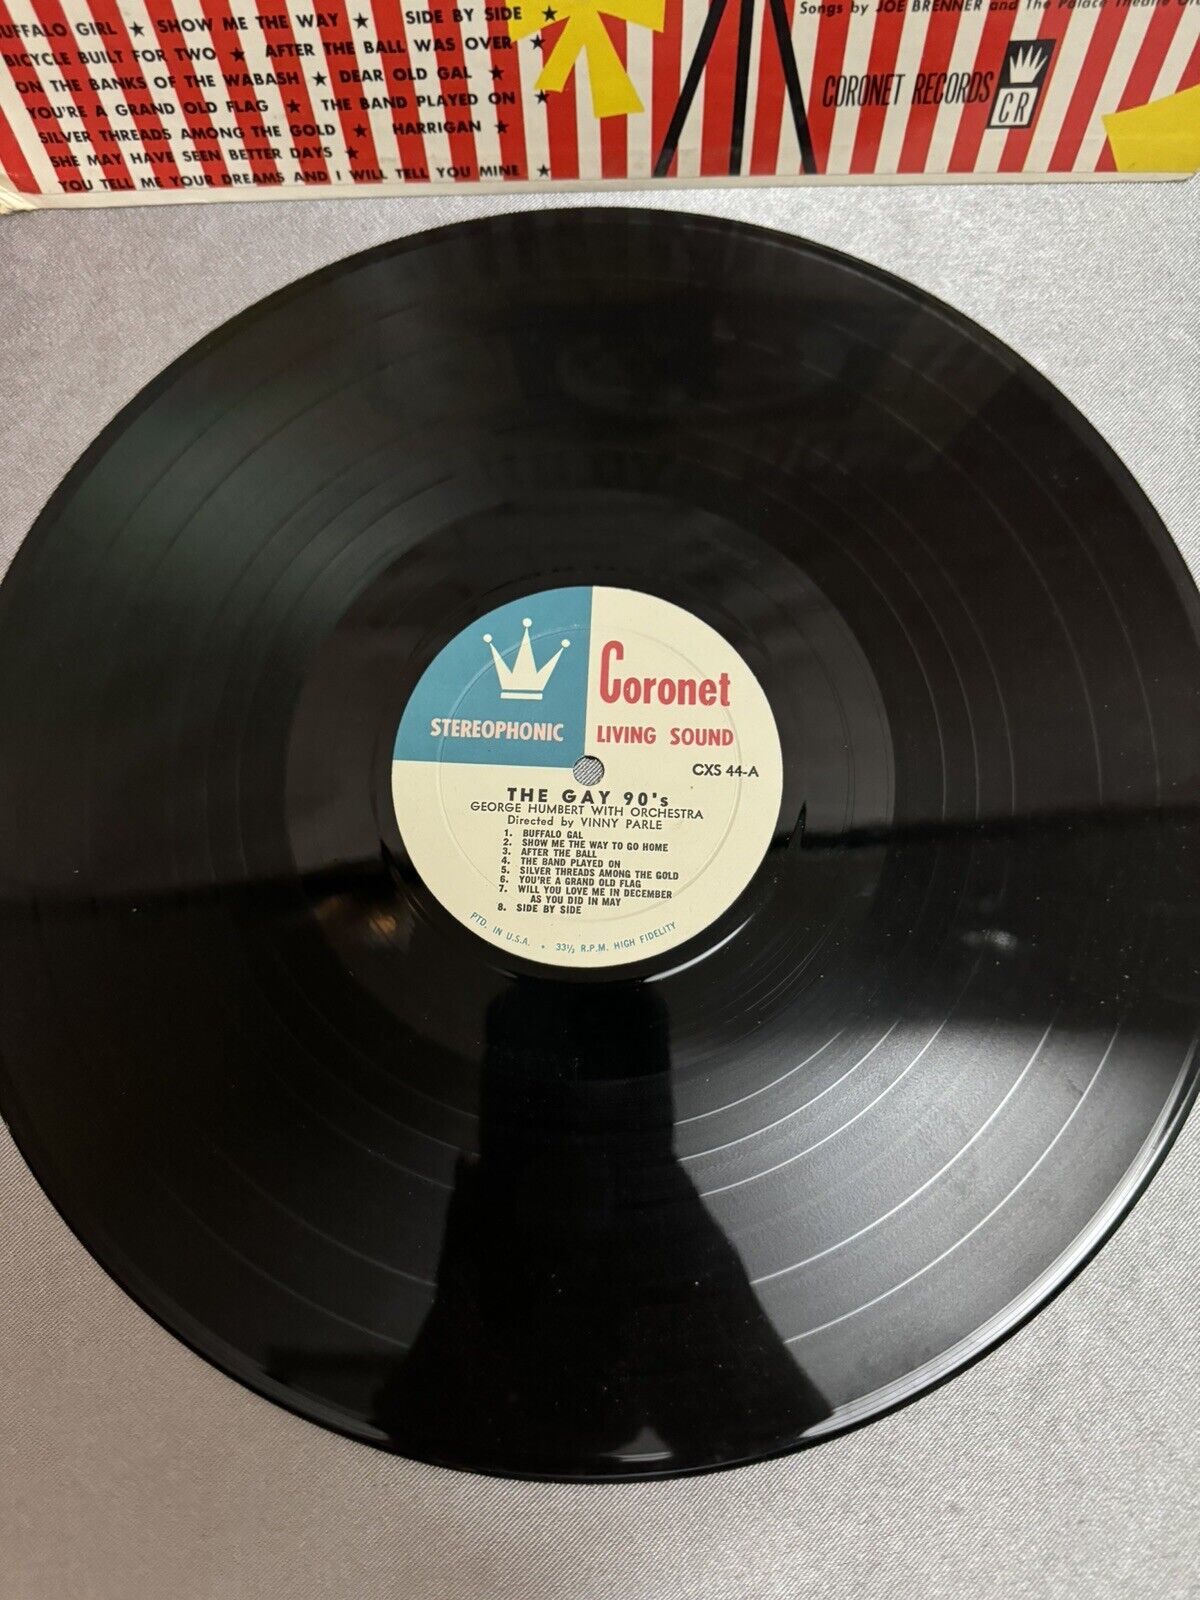 UFFALO GIRL ★ SHOW ME THE WAY ★ SIDE BY SIDE ★
BICYCLE BUILT FOR TWO ★ AFTER THE BALL WAS OVER ★
ON THE BANKS OF THE WABASH ★ DEAR OLD GAL ★
YOU'RE A GRAND OLD FLAG ★ THE BAND PLAYED ON ★
SILVER THREADS AMONG THE GOLD ★ HARRIGAN ★
SHE MAY HAVE SEEN BETTER DAYS ★
YOU TELL ME YOUR DREAMS AND I WILL TELL YOU MINE ★
Songs by JOE BRENNER and The Palace Theatre Or
CORONET RECORDS
CR
STEREOPHONIC
Coronet
LIVING SOUND
CXS 44-A
THE GAY 90's
GEORGE HUMBERT WITH ORCHESTRA
Directed by VINNY PARLE
1. BUFFALO GAL
2. SHOW ME THE WAY TO GO HOME
3. AFTER THE BALL
4. THE BAND PLAYED ON
5. SILVER THREADS AMONG THE GOLD
6. YOU'RE A GRAND OLD FLAG
7. WILL YOU LOVE ME IN DECEMBER
AS YOU DID IN MAY
8. SIDE BY SIDE
PTD. IN U.S.A. • 33⅓ R.P.M. HIGH FIDELITY